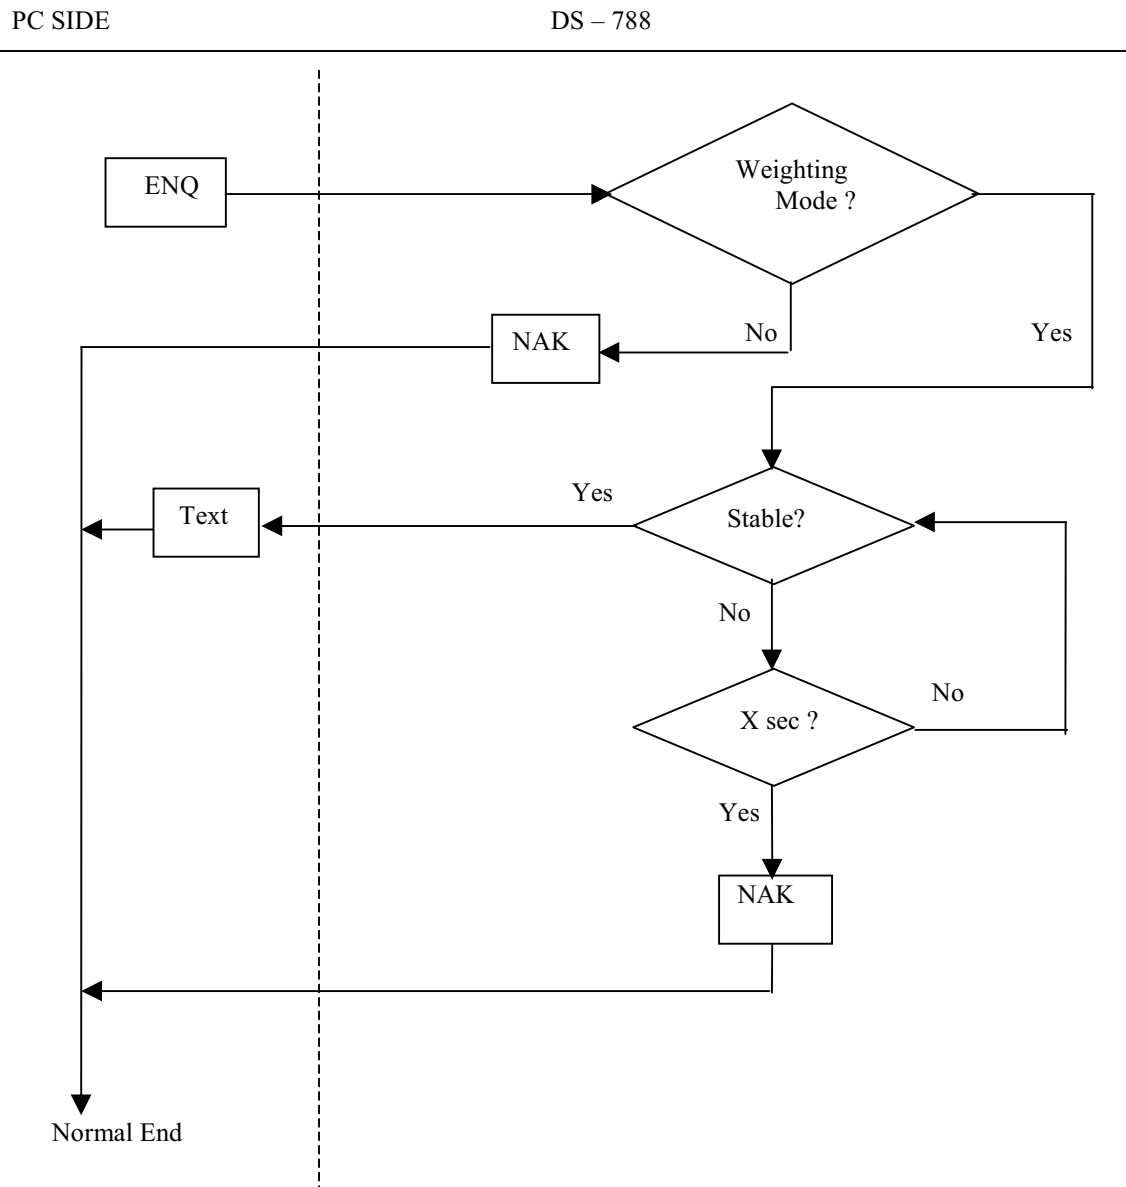 PC SIDE
DS – 788
Weighting
Mode ?
ENQ
No
Yes
NAK
Yes
Text
Stable?
No
No
X sec ?
Yes
NAK
Normal End